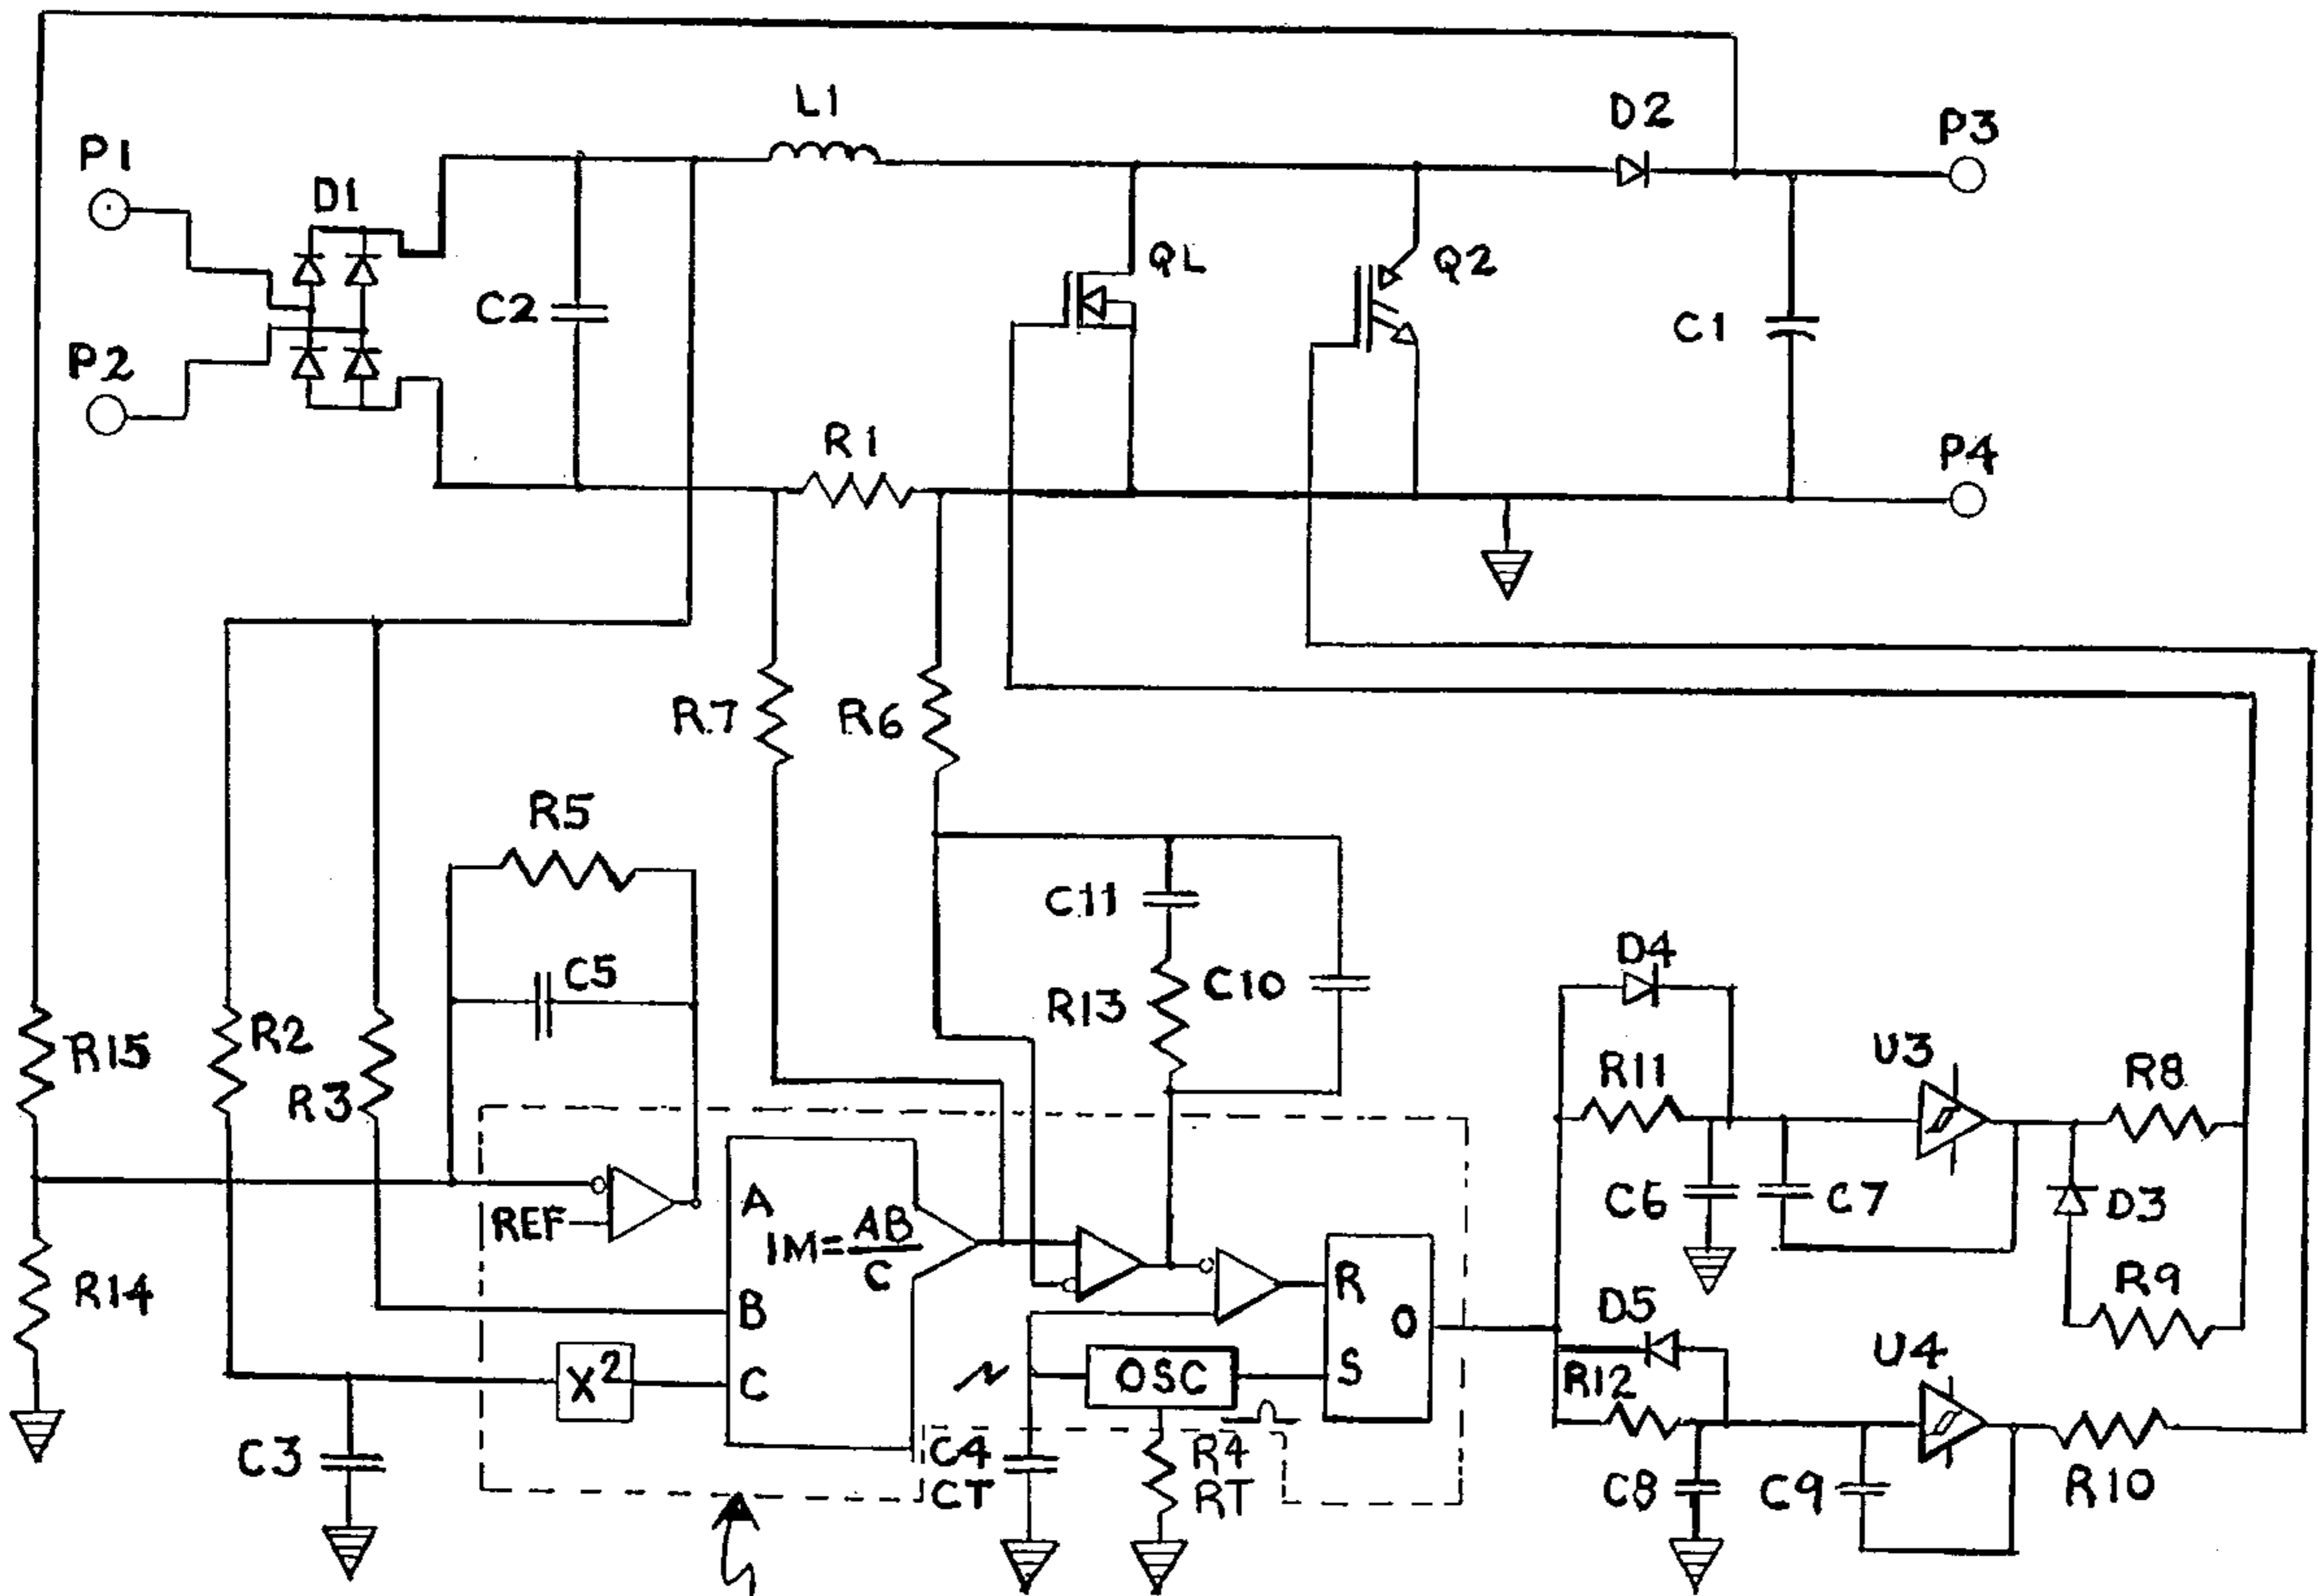 L1
D2
P3
P1
D1
QL
Q2
C2
C1
P2
R1
P4
R7
R6
R5
C11
D4
C5
R13
C10
R15
R2
R3
R11
U3
R8
A
REF
IM=AB/C
C6
C7
D3
R14
B
R
O
D5
R9
X²
C
OSC
S
R12
U4
C3
C4
CT
R4
RT
C8
C9
R10